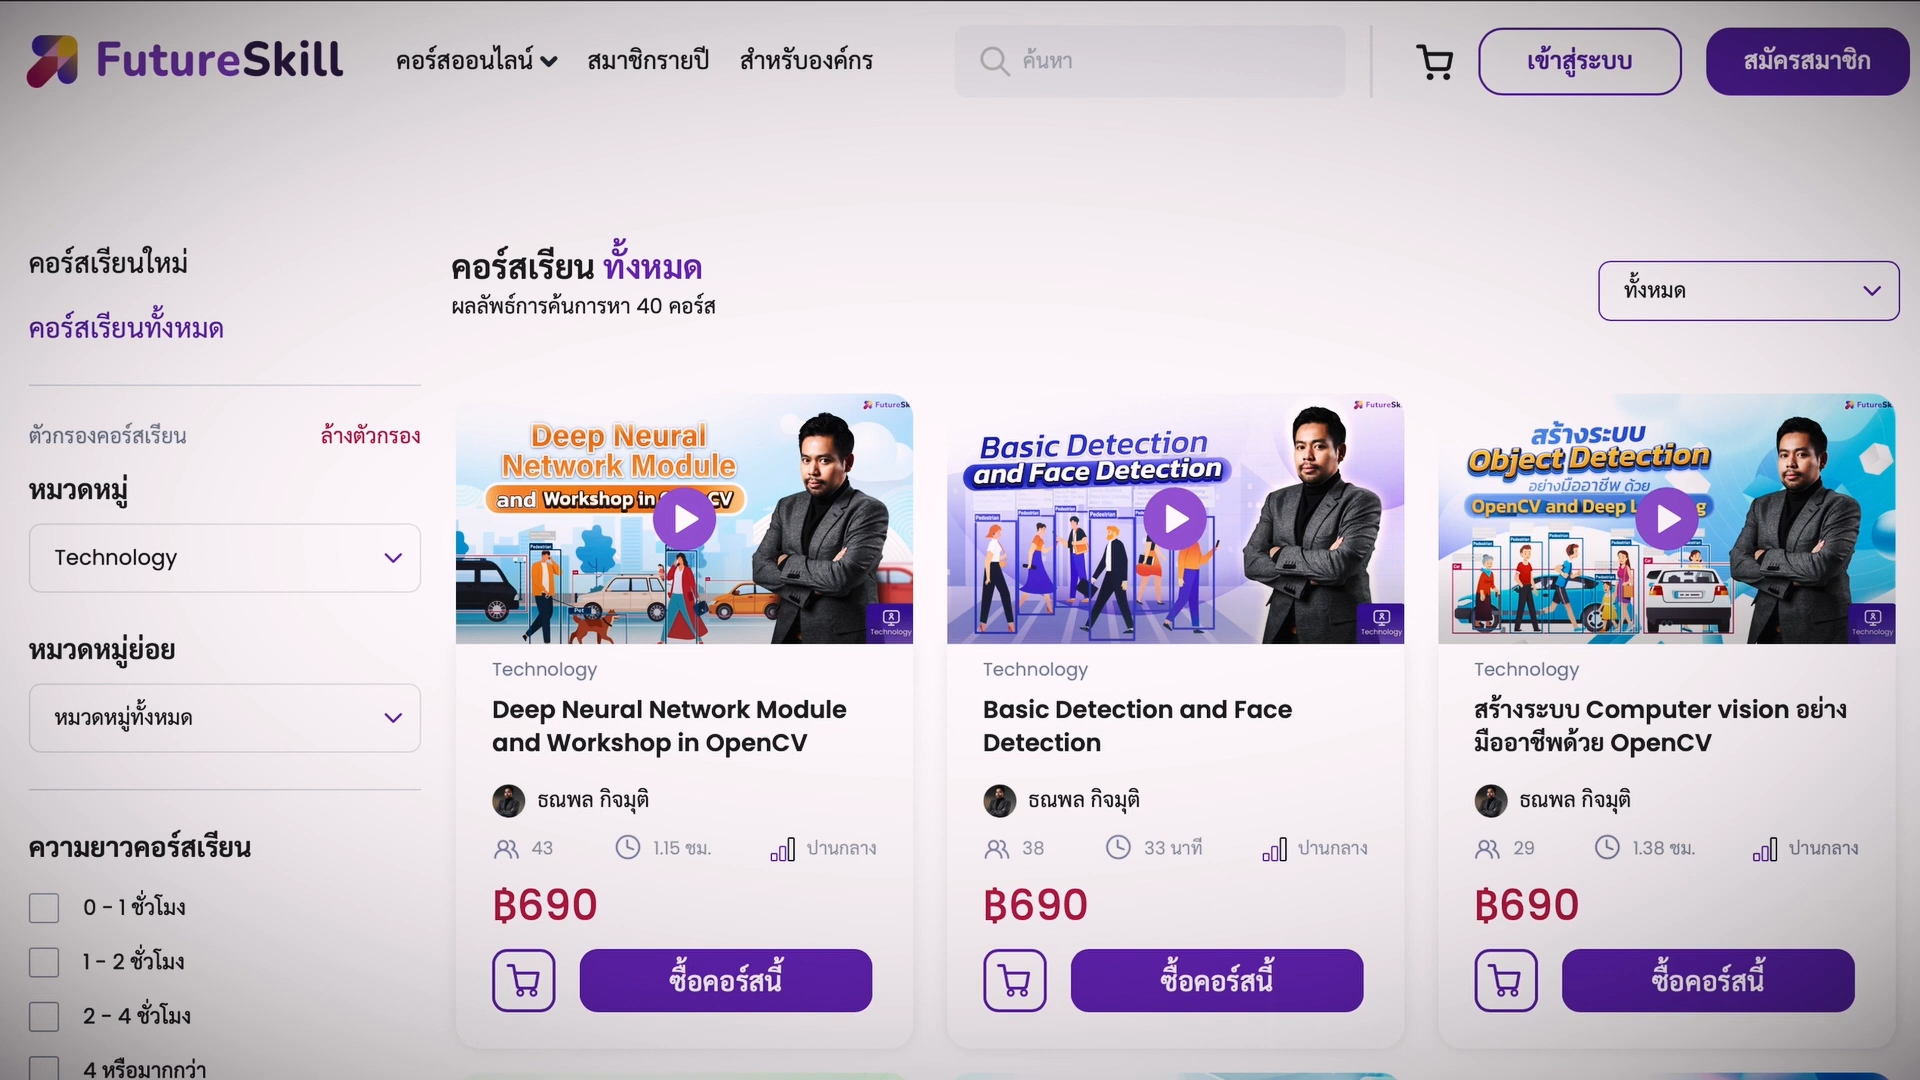 FutureSkill
คอร์สออนไลน์
สมาชิกรายปี
สำหรับองค์กร
ค้นหา
เข้าสู่ระบบ
สมัครสมาชิก
คอร์สเรียนใหม่
คอร์สเรียนทั้งหมด
ตัวกรองคอร์สเรียน
ล้างตัวกรอง
หมวดหมู่
Technology
หมวดหมู่ย่อย
หมวดหมู่ทั้งหมด
ความยาวคอร์สเรียน
0 - 1 ชั่วโมง
1 - 2 ชั่วโมง
2 - 4 ชั่วโมง
4 หรือมากกว่า
คอร์สเรียน ทั้งหมด
ผลลัพธ์การค้นการหา 40 คอร์ส
ทั้งหมด
Deep Neural
Network Module
and Workshop in
Technology
Technology
Deep Neural Network Module
and Workshop in OpenCV
ธณพล กิจมุติ
43
1.15 ชม.
ปานกลาง
฿690
ซื้อคอร์สนี้
Basic Detection
and Face Detection
Technology
Technology
Basic Detection and Face
Detection
ธณพล กิจมุติ
38
33 นาที
ปานกลาง
฿690
ซื้อคอร์สนี้
สร้างระบบ
Object Detection
อย่างมืออาชีพ ด้วย
OpenCV and Deep
Technology
Technology
สร้างระบบ Computer vision อย่าง
มืออาชีพด้วย OpenCV
ธณพล กิจมุติ
29
1.38 ชม.
ปานกลาง
฿690
ซื้อคอร์สนี้